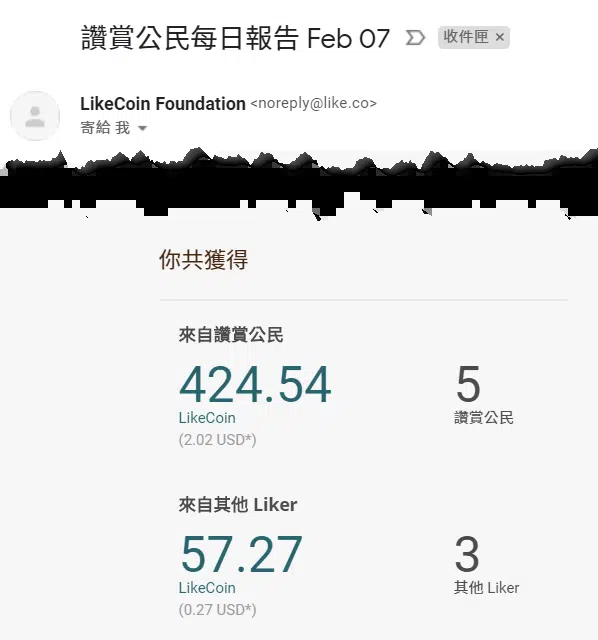 讚賞公民每日報告 Feb 07 收件匣 ×
LikeCoin Foundation <noreply@like.co>
寄給 我
你共獲得
來自讚賞公民
424.54 5
LikeCoin 讚賞公民
(2.02 USD*)
來自其他 Liker
57.27 3
LikeCoin 其他 Liker
(0.27 USD*)